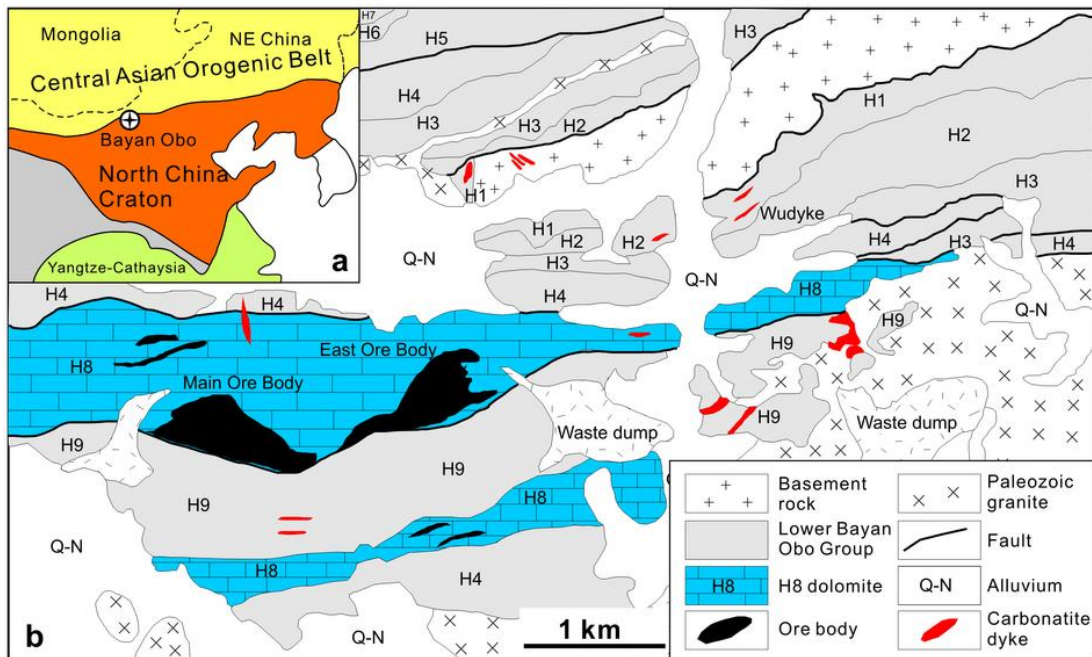 Mongolia
NE China
Central Asian Orogenic Belt
Bayan Obo
North China
Craton
Yangtze-Cathaysia
a
H7
H6
H5
H4
H3
H3
H2
H1
H3
H1
H2
H3
Wudyke
H4
H3
H4
H1
H2
H2
H3
H4
Q-N
Q-N
Q-N
H4
H4
H8
East Ore Body
Main Ore Body
H8
H9
H9
H9
H9
H9
H9
Waste dump
Waste dump
H8
H8
H4
Q-N
Q-N
b
1 km
Basement
rock
Paleozoic
granite
Lower Bayan
Obo Group
Fault
H8
H8 dolomite
Q-N
Alluvium
Ore body
Carbonatite
dyke